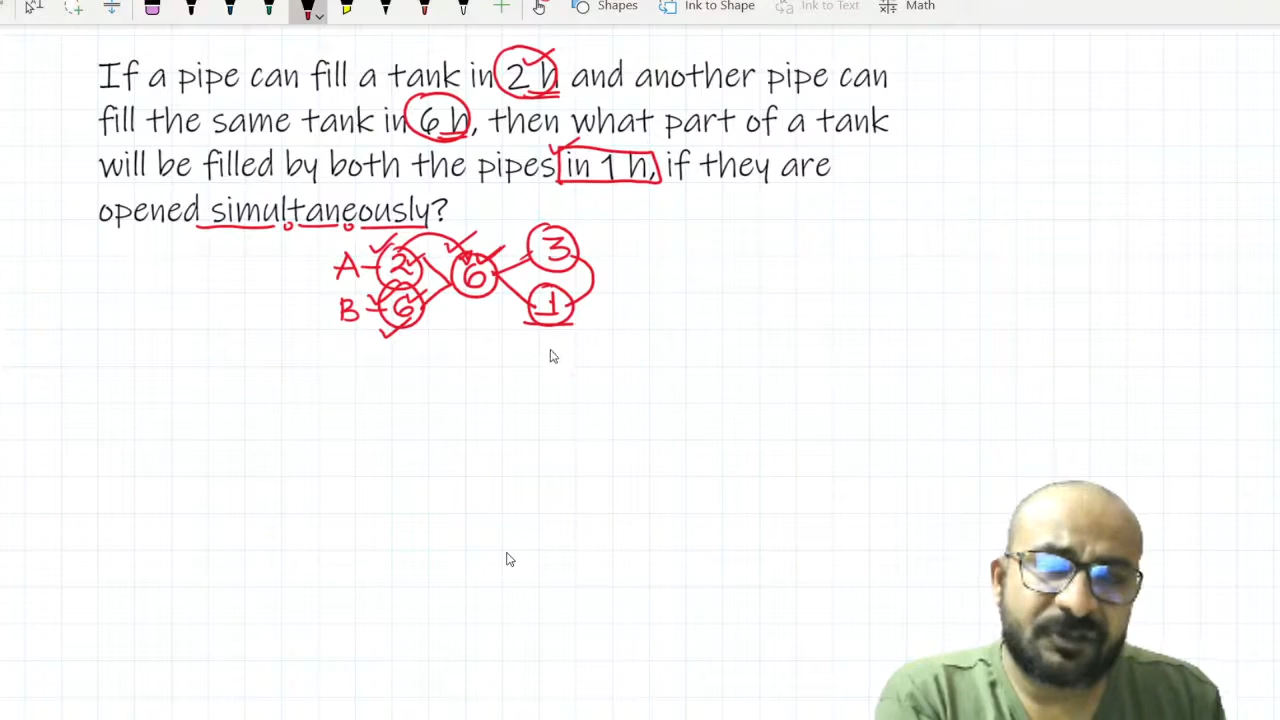 Shapes Ink to Shape Ink to Text Math
If a pipe can fill a tank in 2 h and another pipe can
fill the same tank in 6 h, then what part of a tank
will be filled by both the pipes in 1 h, if they are
opened simultaneously?
A 2 6 3
B 6 1